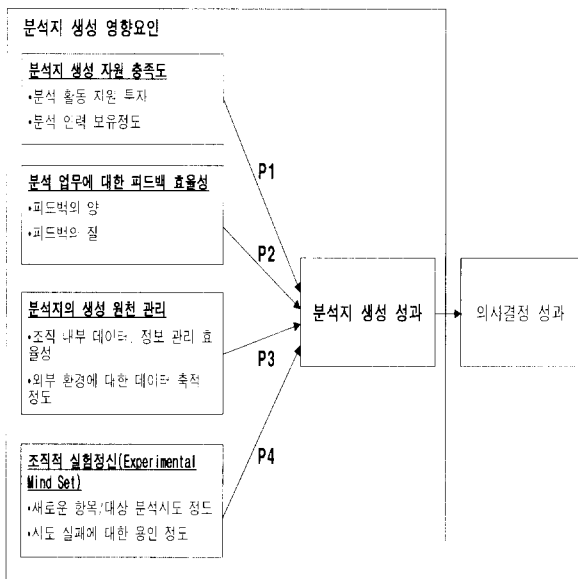 분석지 생성 영향요인
분석지 생성 자원 충족도
•분석 활동 자원 투자
•분석 인력 보유정도
P1
분석 업무에 대한 피드백 효율성
•피드백의 양
•피드백의 질
P2
분석지 생성 성과
의사결정 성과
분석지의 생성 원천 관리
•조직 내부 데이터, 정보 관리 효
율성
•외부 환경에 대한 데이터 축적
정도
P3
조직적 실험정신(Experimental
Mind Set)
•새로운 항목/대상 분석시도 정도
•시도 실패에 대한 용인 정도
P4